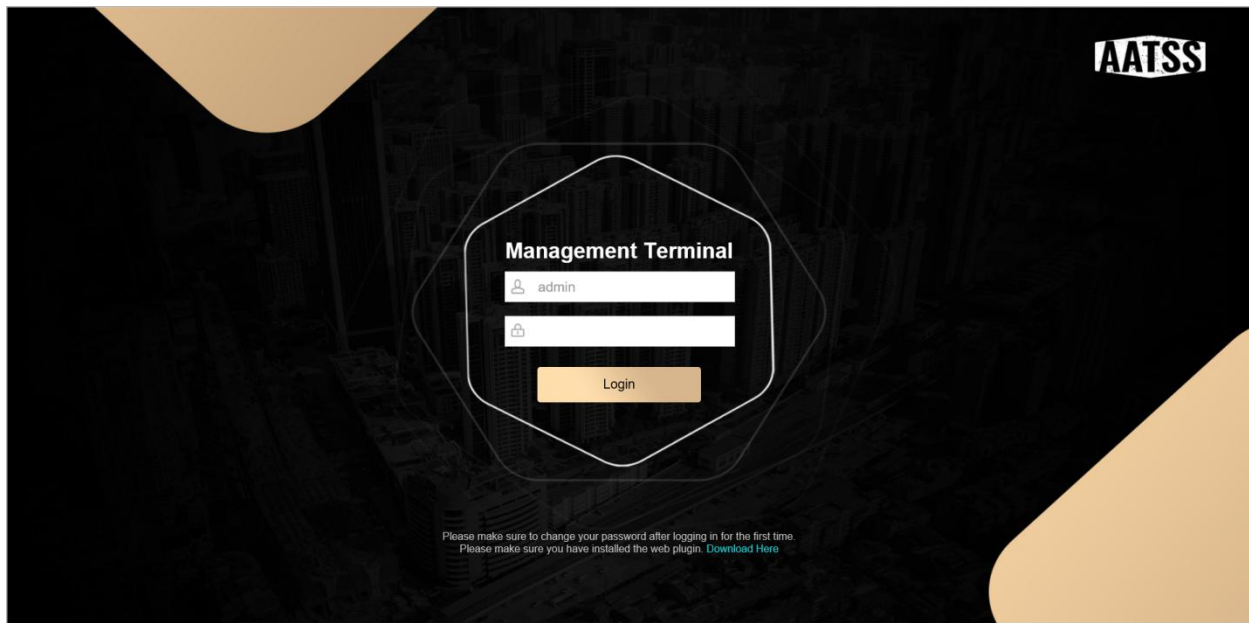 AATSS
Management Terminal
admin
Login
Please make sure to change your password after logging in for the first time.
Please make sure you have installed the web plugin. Download Here